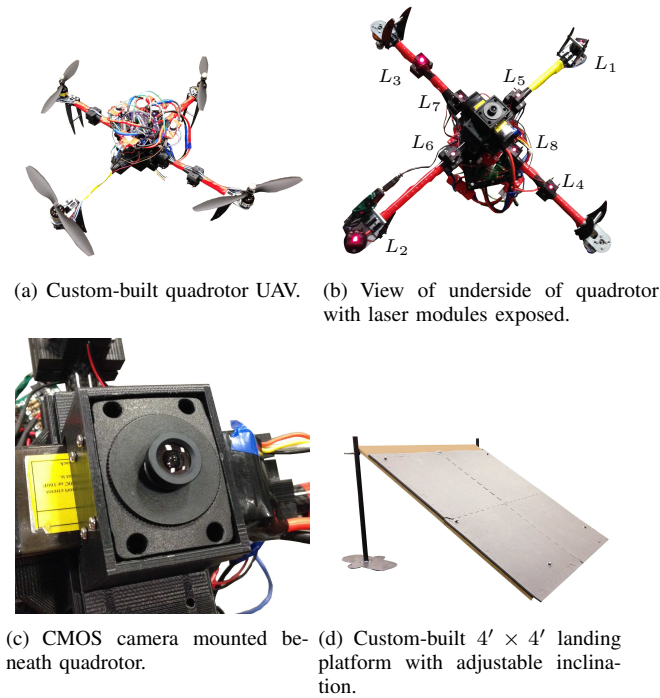 L₃
L₅
L₁
L₇
L₆
L₈
L₄
L₂
(a) Custom-built quadrotor UAV.
(b) View of underside of quadrotor
with laser modules exposed.
(c) CMOS camera mounted be-
neath quadrotor.
(d) Custom-built 4′ × 4′ landing
platform with adjustable inclina-
tion.